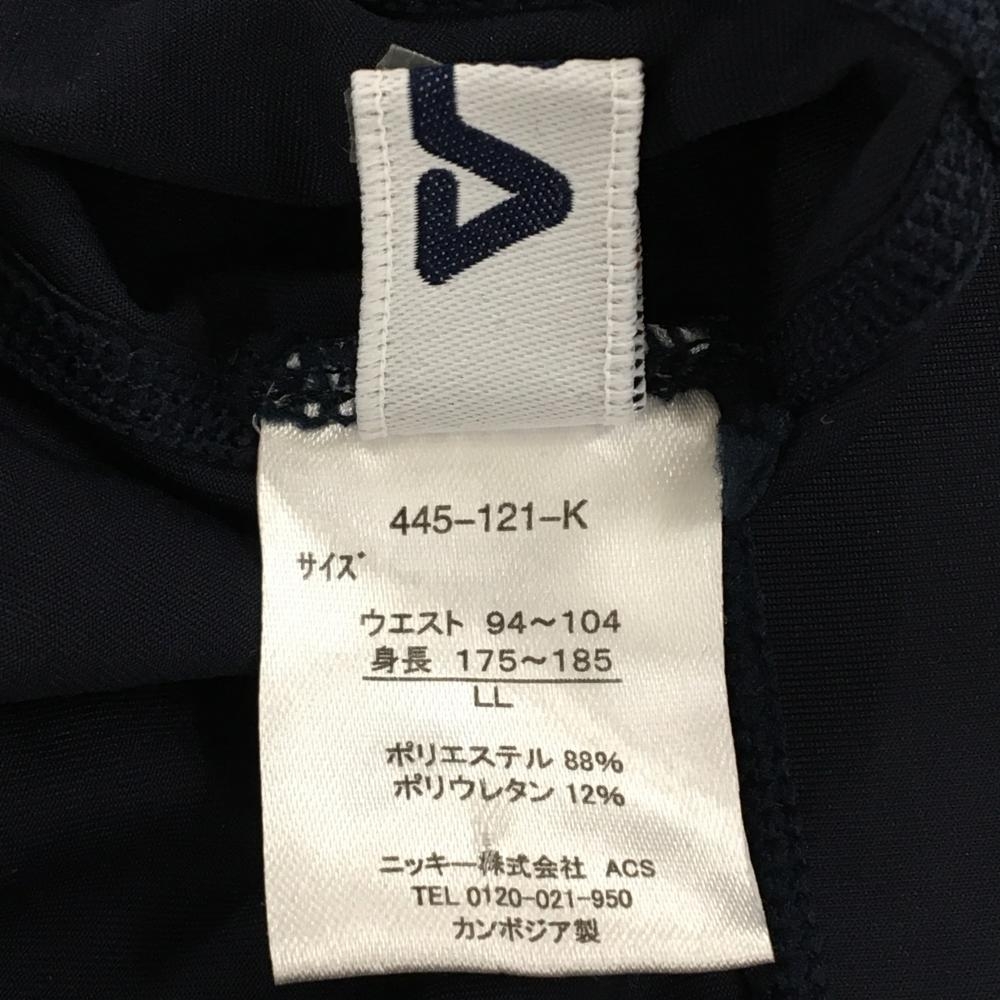 445-121-K
サイズ
ウエスト 94～104
身長 175～185
LL
ポリエステル 88%
ポリウレタン 12%
ニッキー株式会社 ACS
TEL 0120-021-950
カンボジア製